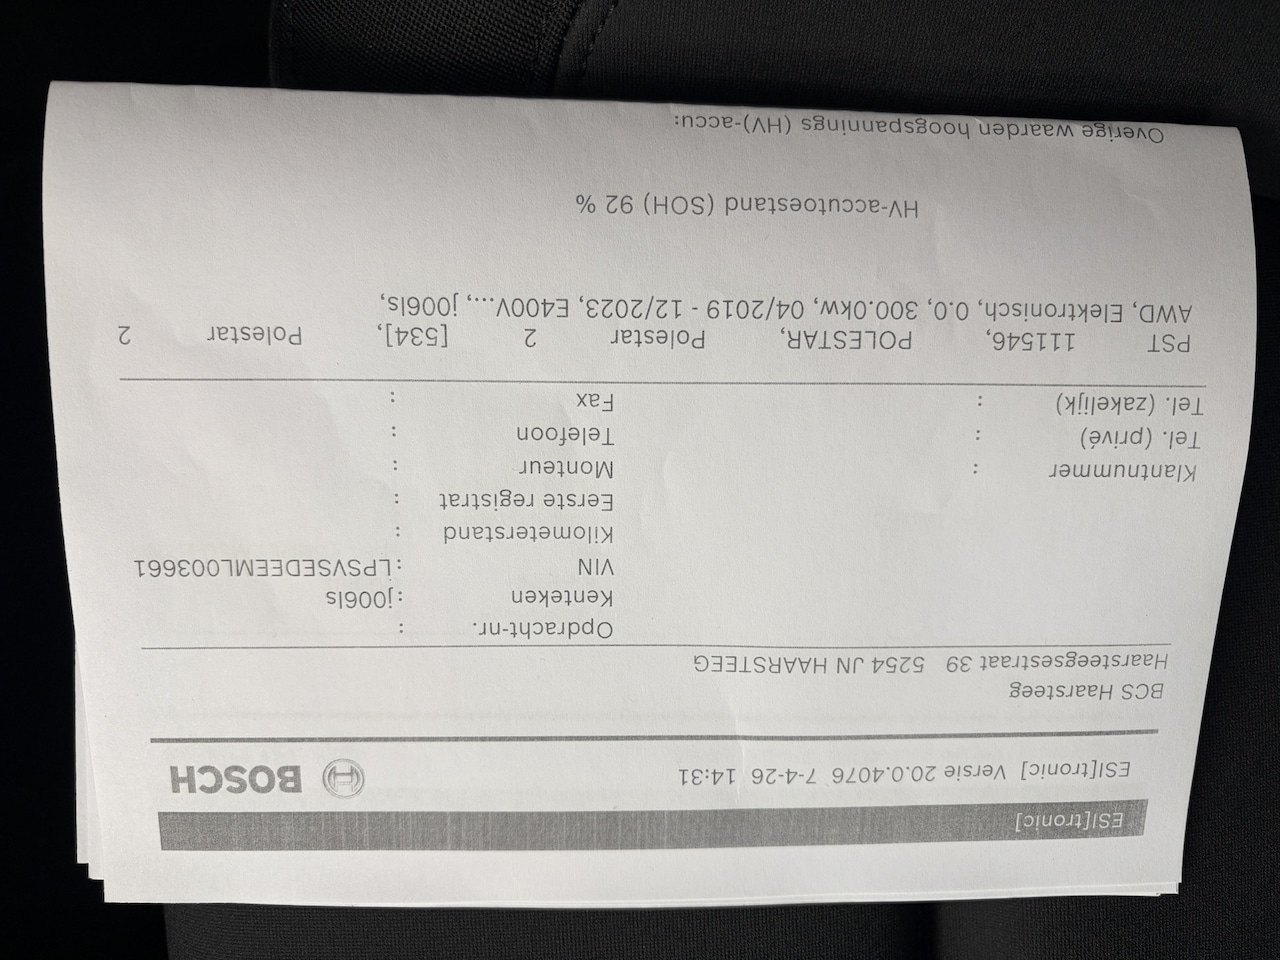 ESI[tronic]
ESI[tronic] Versie 20.0.4076 7-4-26 14:31
BOSCH
BCS Haarsteeg
Haarsteegsestraat 39 5254 JN HAARSTEEG
Opdracht-nr. :
Kenteken :j006ls
VIN :LPSVSEDEEML003661
Kilometerstand :
Eerste registrat :
Klantnummer : Monteur :
Tel. (privé) : Telefoon :
Tel. (zakelijk) : Fax :
PST 111546, POLESTAR, Polestar 2 [534], Polestar 2
AWD, Elektronisch, 0.0, 300.0kw, 04/2019 - 12/2023, E400V..., j006ls,
HV-accutoestand (SOH) 92 %
Overige waarden hoogspannings (HV)-accu: